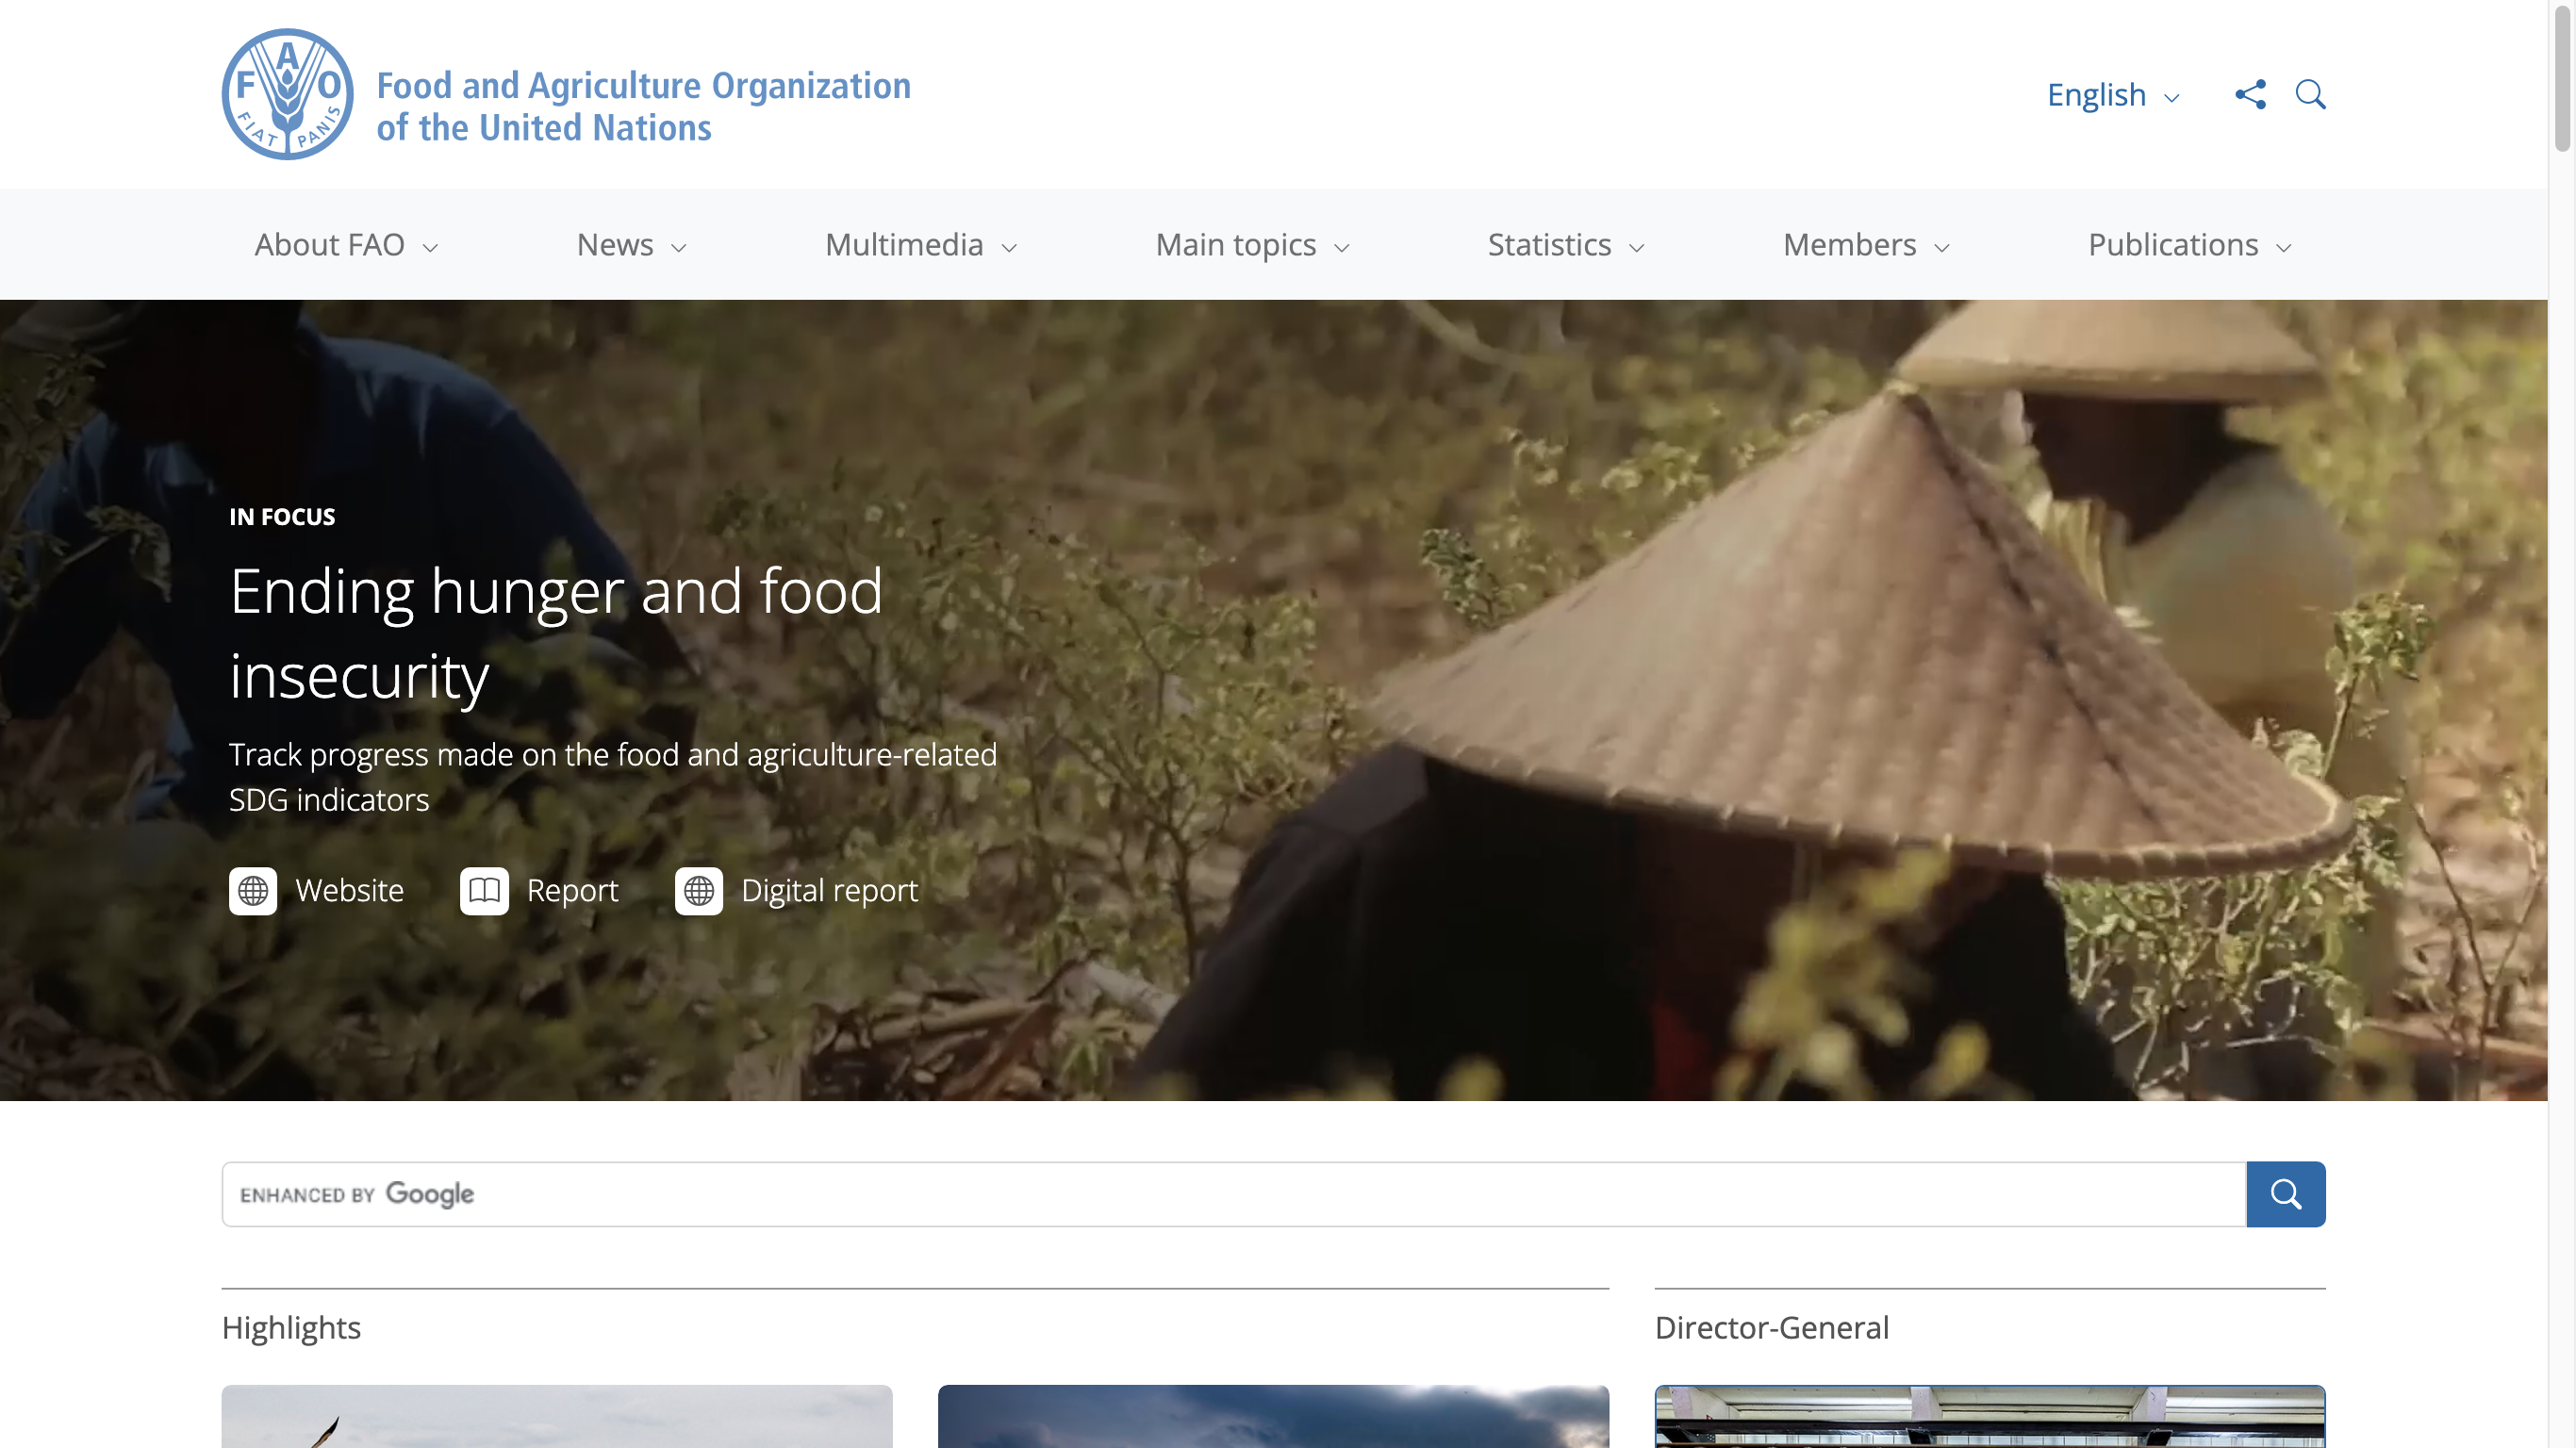 F A O
FIAT PANIS
Food and Agriculture Organization
of the United Nations
English
About FAO
News
Multimedia
Main topics
Statistics
Members
Publications
IN FOCUS
Ending hunger and food
insecurity
Track progress made on the food and agriculture-related
SDG indicators
Website
Report
Digital report
ENHANCED BY Google
Highlights
Director-General